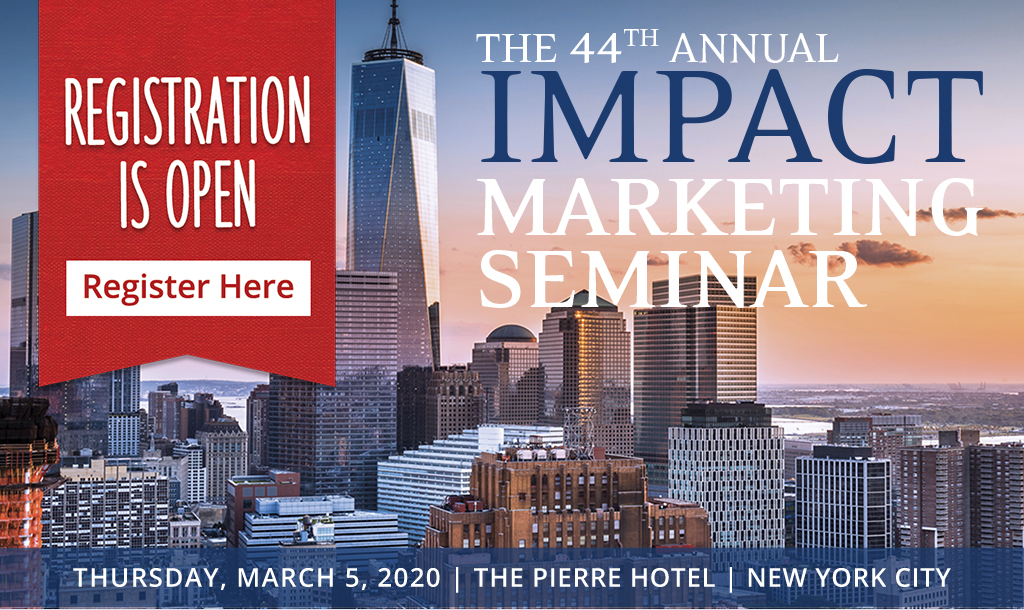 REGISTRATION
IS OPEN
Register Here
THE 44TH ANNUAL
IMPACT
MARKETING
SEMINAR
THURSDAY, MARCH 5, 2020 | THE PIERRE HOTEL | NEW YORK CITY